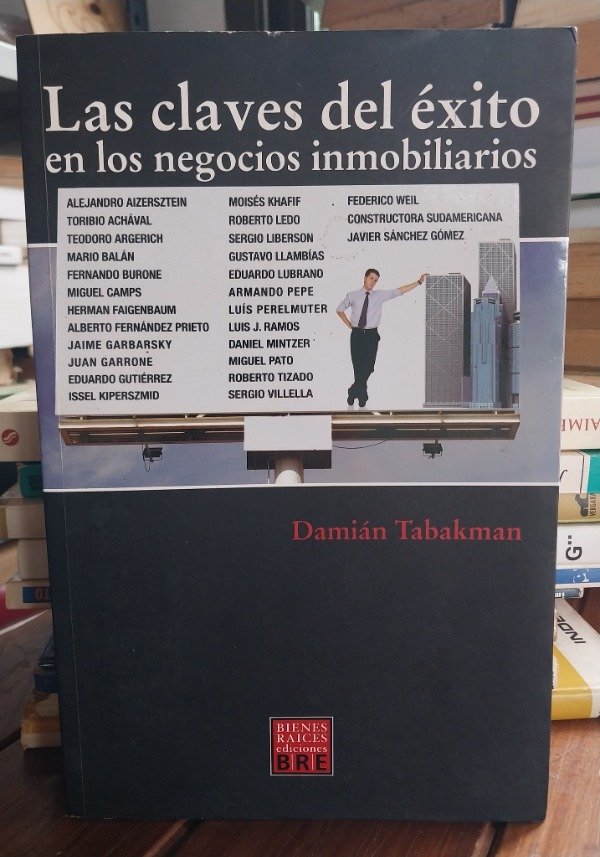 Las claves del éxito
en los negocios inmobiliarios
ALEJANDRO AIZERSZTEIN
TORIBIO ACHÁVAL
TEODORO ARGERICH
MARIO BALÁN
FERNANDO BURONE
MIGUEL CAMPS
HERMAN FAIGENBAUM
ALBERTO FERNÁNDEZ PRIETO
JAIME GARBARSKY
JUAN GARRONE
EDUARDO GUTIÉRREZ
ISSEL KIPERSZMID
MOISÉS KHAFIF
ROBERTO LEDO
SERGIO LIBERSON
GUSTAVO LLAMBÍAS
EDUARDO LUBRANO
ARMANDO PEPE
LUÍS PERELMUTER
LUIS J. RAMOS
DANIEL MINTZER
MIGUEL PATO
ROBERTO TIZADO
SERGIO VILLELLA
FEDERICO WEIL
CONSTRUCTORA SUDAMERICANA
JAVIER SÁNCHEZ GÓMEZ
Damián Tabakman
BIENES
RAICES
ediciones
BRE